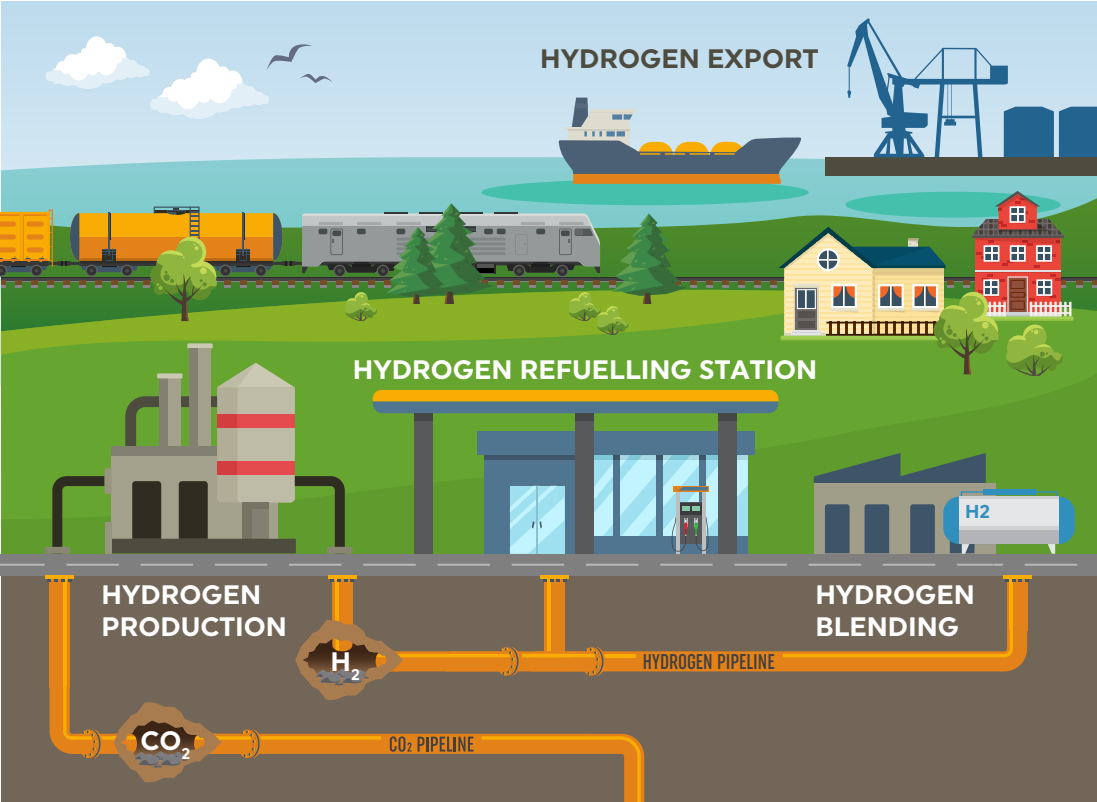 HYDROGEN EXPORT
HYDROGEN REFUELLING STATION
H2
HYDROGEN
PRODUCTION
HYDROGEN
BLENDING
H₂
HYDROGEN PIPELINE
CO₂
CO₂ PIPELINE